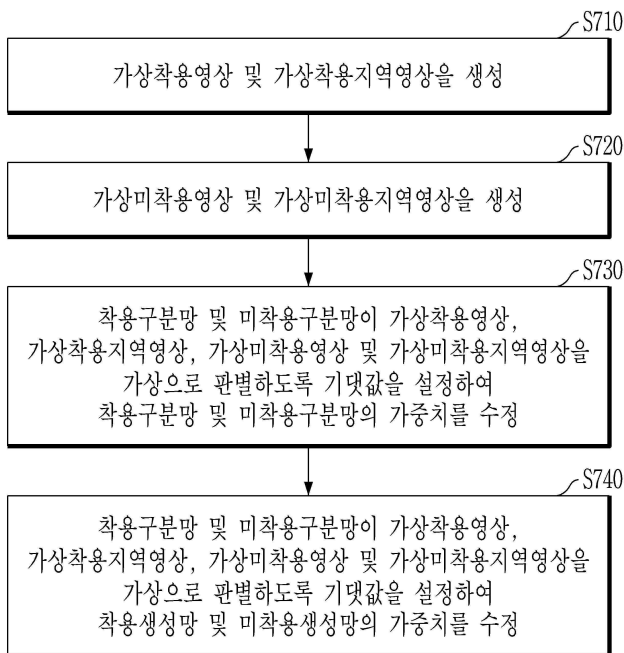 S710
가상착용영상 및 가상착용지역영상을 생성
S720
가상미착용영상 및 가상미착용지역영상을 생성
S730
착용구분망 및 미착용구분망이 가상착용영상,
가상착용지역영상, 가상미착용영상 및 가상미착용지역영상을
가상으로 판별하도록 기댓값을 설정하여
착용구분망 및 미착용구분망의 가중치를 수정
S740
착용구분망 및 미착용구분망이 가상착용영상,
가상착용지역영상, 가상미착용영상 및 가상미착용지역영상을
가상으로 판별하도록 기댓값을 설정하여
착용생성망 및 미착용생성망의 가중치를 수정